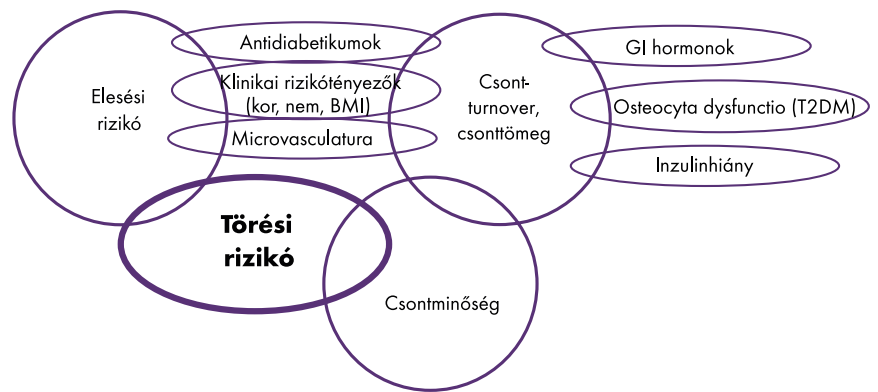 Elesési
rizikó
Antidiabetikumok
Klinikai rizikótényezők
(kor, nem, BMI)
Microvasculatura
Csont-
turnover,
csonttömeg
GI hormonok
Osteocyta dysfunctio (T2DM)
Inzulinhiány
Törési
rizikó
Csontminőség